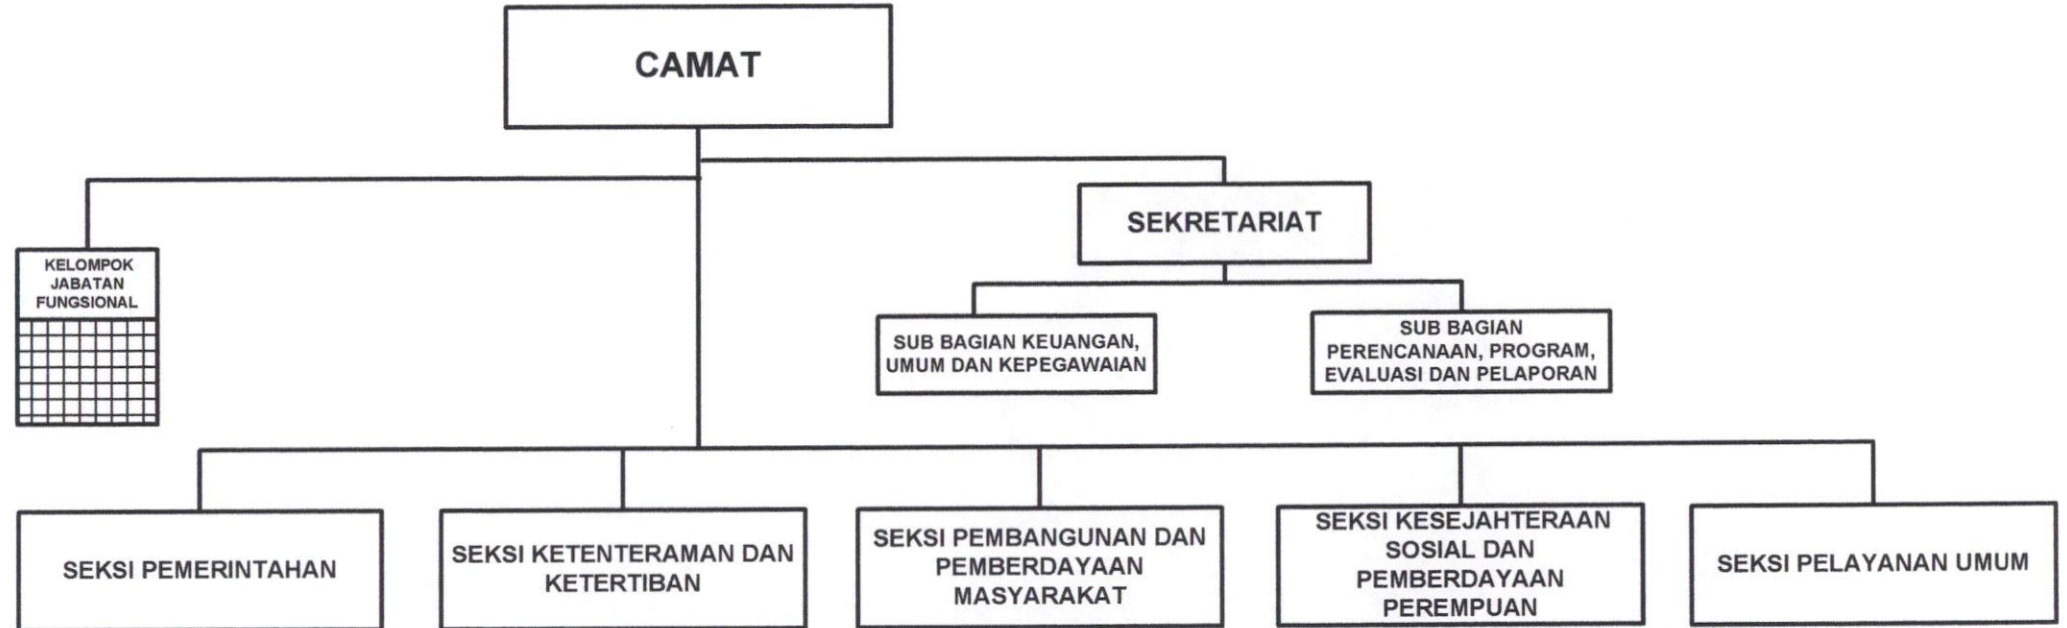 CAMAT
SEKRETARIAT
KELOMPOK
JABATAN
FUNGSIONAL
SUB BAGIAN KEUANGAN,
UMUM DAN KEPEGAWAIAN
SUB BAGIAN
PERENCANAAN, PROGRAM,
EVALUASI DAN PELAPORAN
SEKSI PEMERINTAHAN
SEKSI KETENTERAMAN DAN
KETERTIBAN
SEKSI PEMBANGUNAN DAN
PEMBERDAYAAN
MASYARAKAT
SEKSI KESEJAHTERAAN
SOSIAL DAN
PEMBERDAYAAN
PEREMPUAN
SEKSI PELAYANAN UMUM